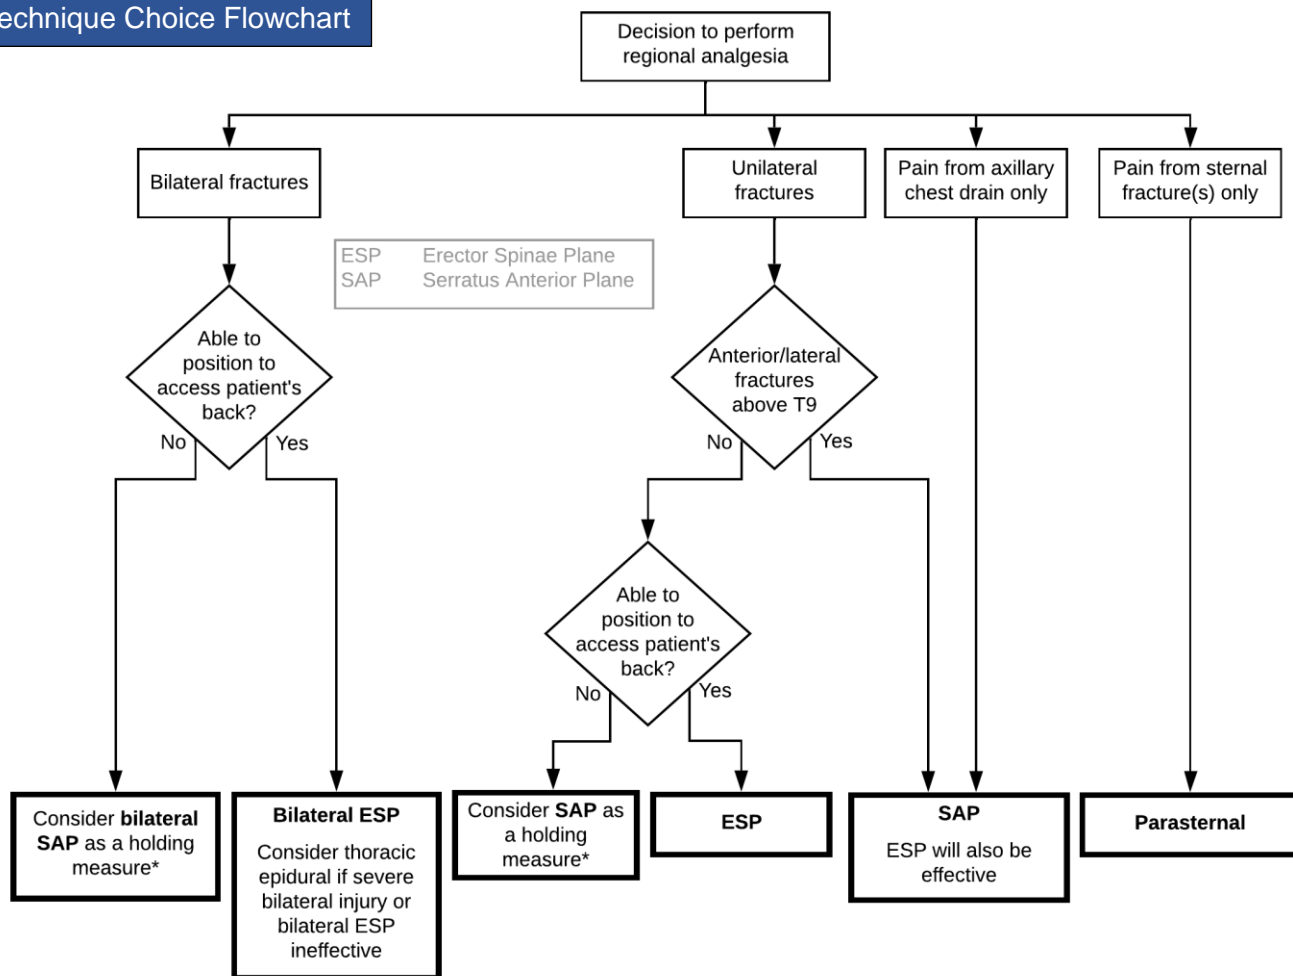 echnique Choice Flowchart
Decision to perform
regional analgesia
Bilateral fractures
Unilateral
fractures
Pain from axillary
chest drain only
Pain from sternal
fracture(s) only
ESP Erector Spinae Plane
SAP Serratus Anterior Plane
Able to
position to
access patient's
back?
No
Yes
Anterior/lateral
fractures
above T9
No
Yes
Able to
position to
access patient's
back?
No
Yes
Consider bilateral
SAP as a holding
measure*
Bilateral ESP
Consider thoracic
epidural if severe
bilateral injury or
bilateral ESP
ineffective
Consider SAP as
a holding
measure*
ESP
SAP
ESP will also be
effective
Parasternal